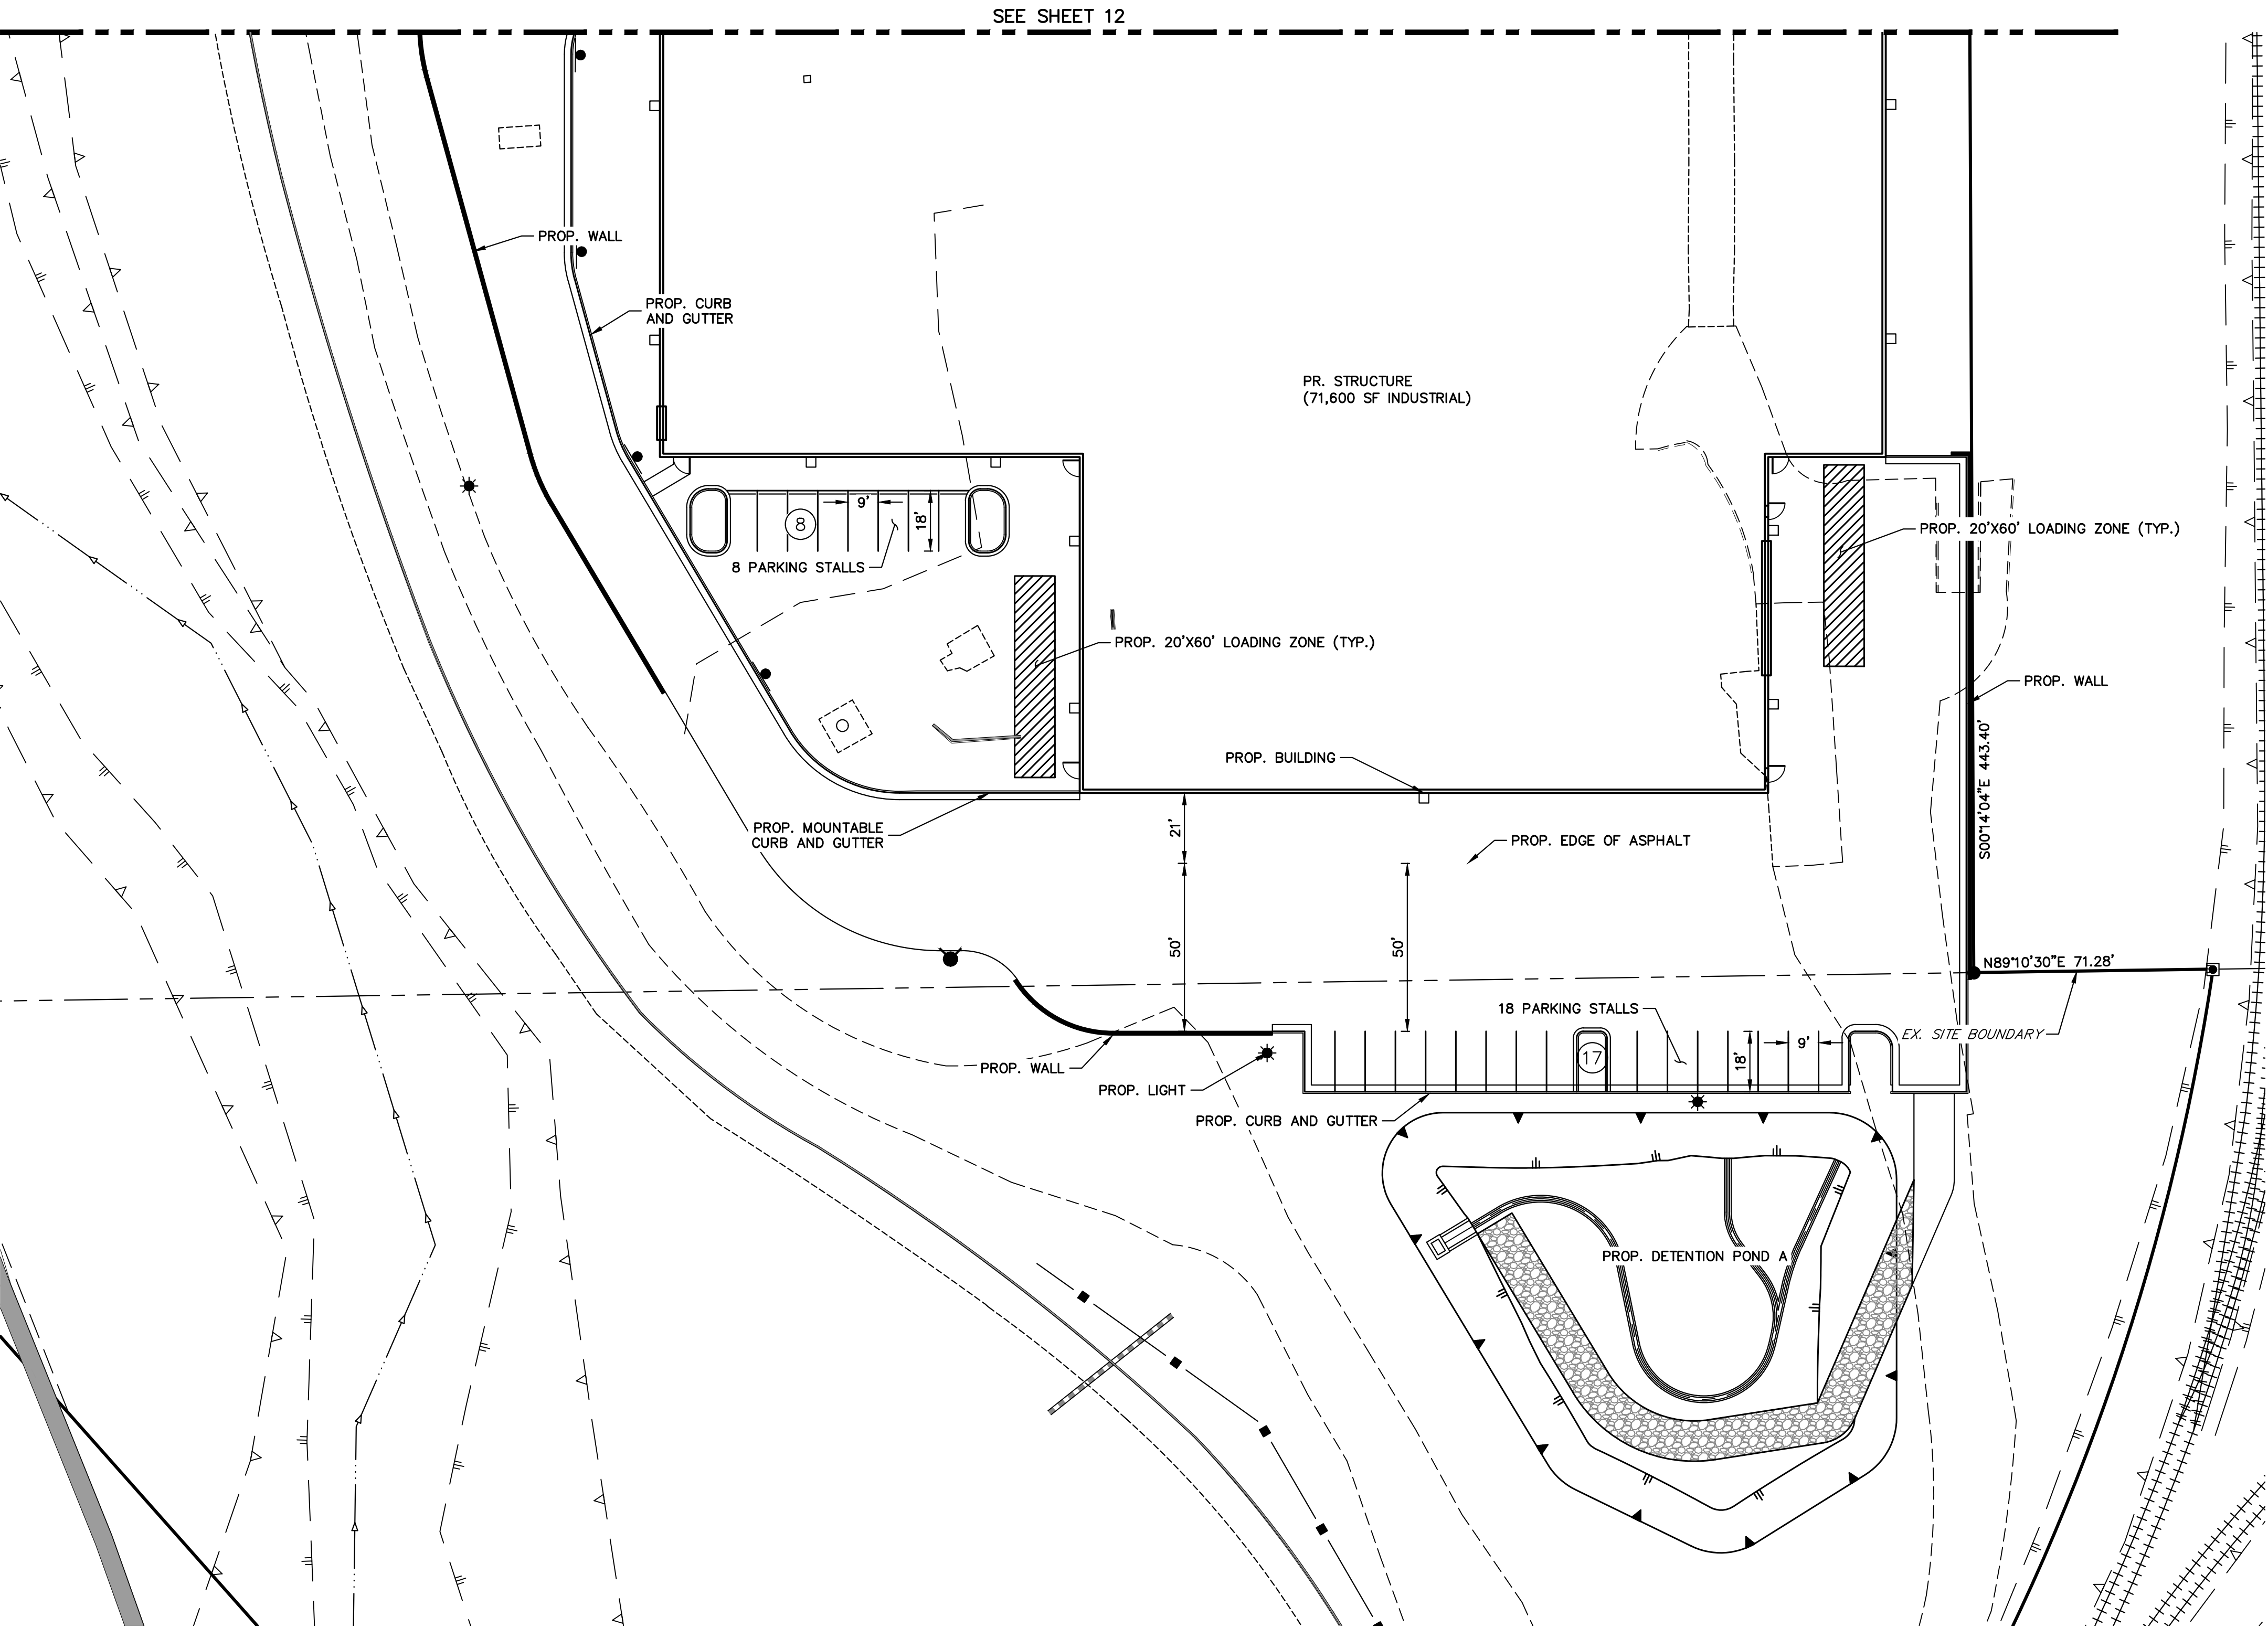 SEE SHEET 12
PROP. WALL
PROP. CURB
AND GUTTER
PR. STRUCTURE
(71,600 SF INDUSTRIAL)
9'
8
18'
8 PARKING STALLS
PROP. 20'X60' LOADING ZONE (TYP.)
PROP. 20'X60' LOADING ZONE (TYP.)
PROP. WALL
S00°14'04"E 443.40'
PROP. BUILDING
PROP. MOUNTABLE
CURB AND GUTTER
21'
PROP. EDGE OF ASPHALT
50'
50'
N89°10'30"E 71.28'
18 PARKING STALLS
EX. SITE BOUNDARY
9'
17
18'
PROP. WALL
PROP. LIGHT
PROP. CURB AND GUTTER
PROP. DETENTION POND A